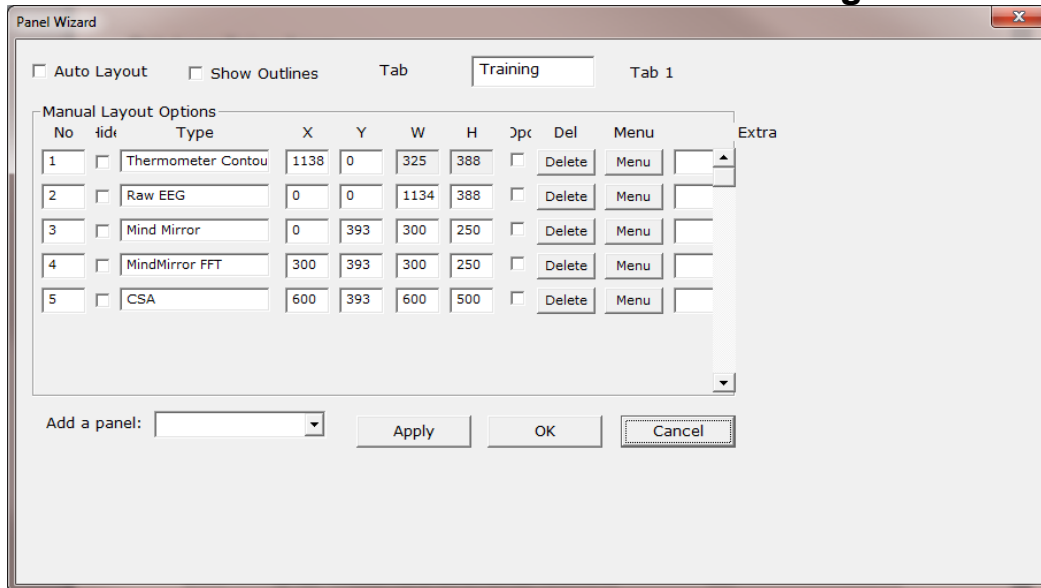 Panel Wizard
Auto Layout Show Outlines Tab Training Tab 1
Manual Layout Options
No Hide Type X Y W H Opc Del Menu Extra
1 Thermometer Contou 1138 0 325 388 Delete Menu
2 Raw EEG 0 0 1134 388 Delete Menu
3 Mind Mirror 0 393 300 250 Delete Menu
4 MindMirror FFT 300 393 300 250 Delete Menu
5 CSA 600 393 600 500 Delete Menu
Add a panel: Apply OK Cancel